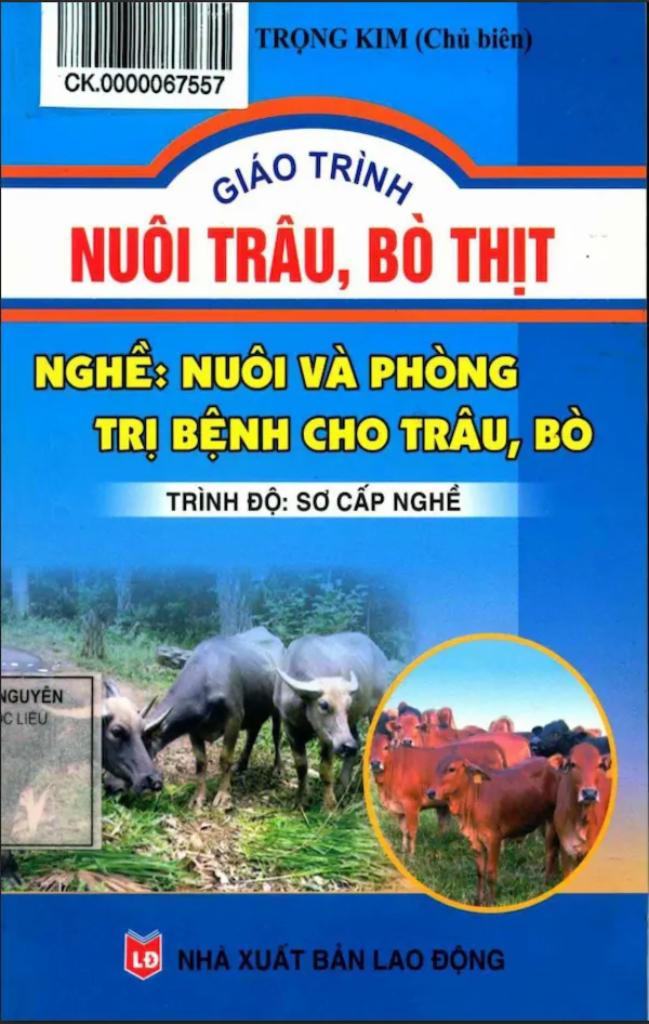 CK.0000067557
TRỌNG KIM (Chủ biên)
GIÁO TRÌNH
NUÔI TRÂU, BÒ THỊT
NGHỀ: NUÔI VÀ PHÒNG
TRỊ BỆNH CHO TRÂU, BÒ
TRÌNH ĐỘ: SƠ CẤP NGHỀ
NGUYÊN
LIỆU
LĐ NHÀ XUẤT BẢN LAO ĐỘNG